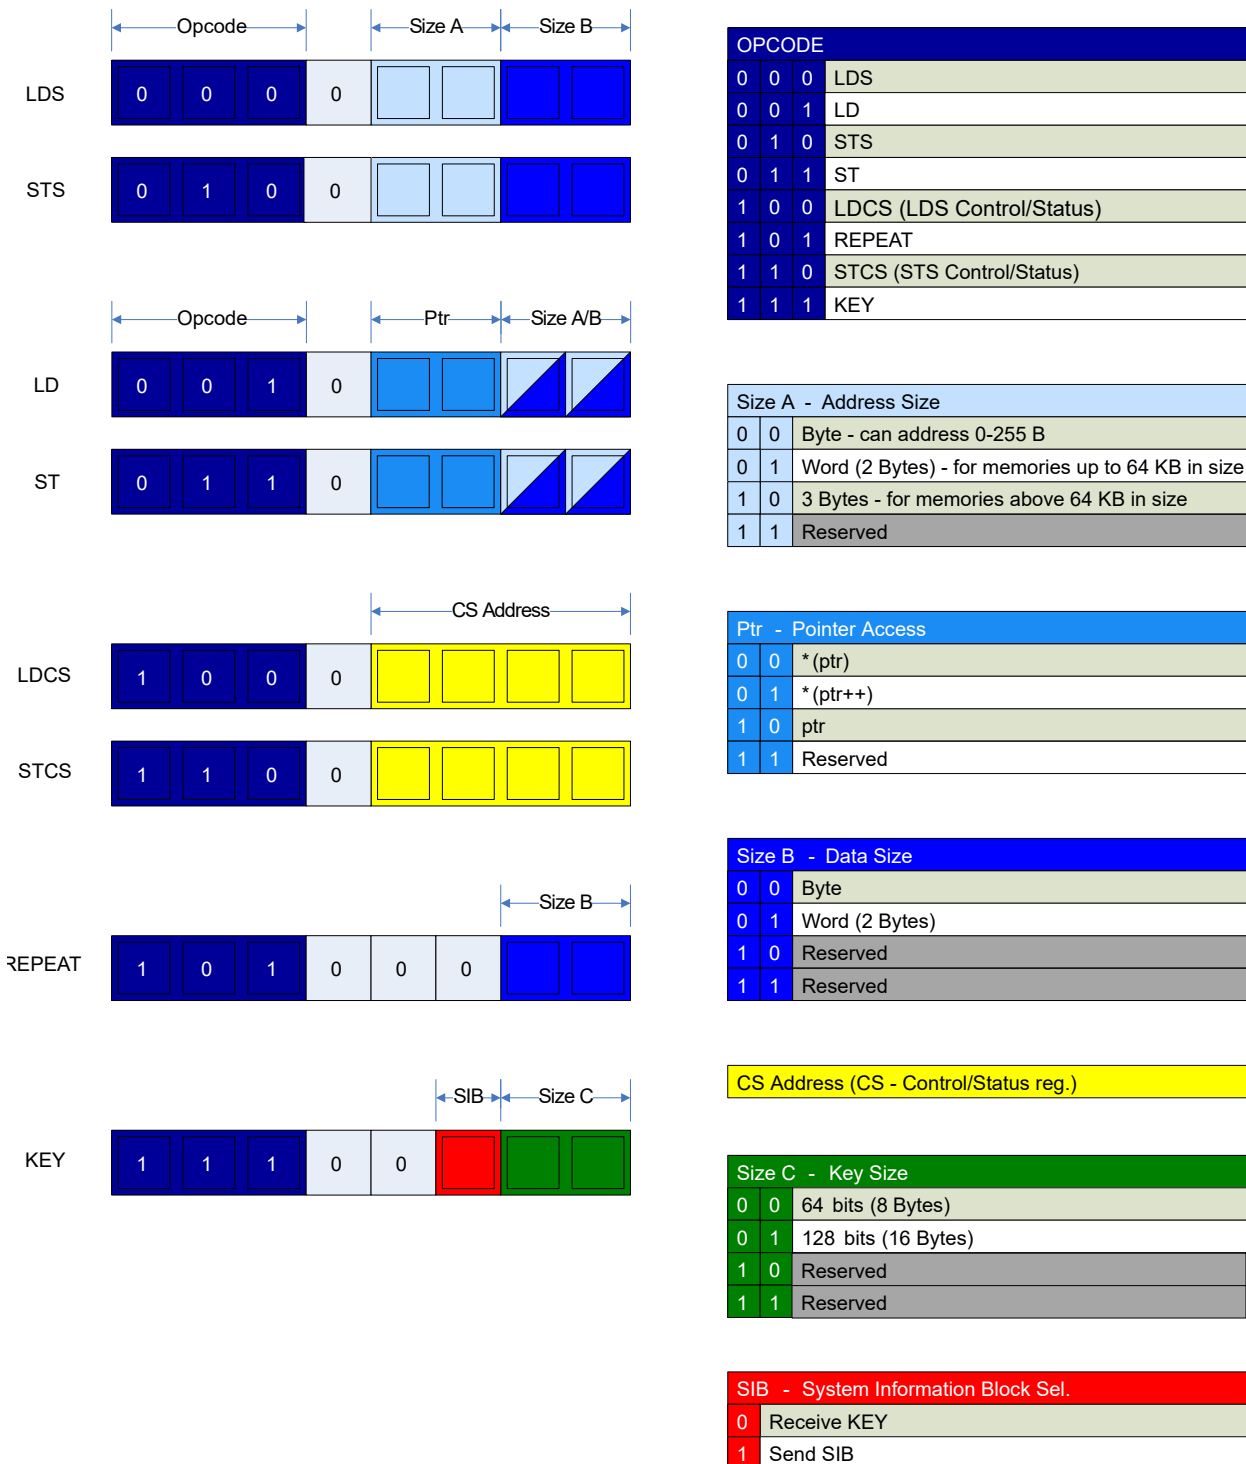 Opcode Size A Size B
LDS 0 0 0 0
STS 0 1 0 0
Opcode Ptr Size A/B
LD 0 0 1 0
ST 0 1 1 0
CS Address
LDCS 1 0 0 0
STCS 1 1 0 0
Size B
REPEAT 1 0 1 0 0 0
SIB Size C
KEY 1 1 1 0 0
OPCODE
0 0 0 LDS
0 0 1 LD
0 1 0 STS
0 1 1 ST
1 0 0 LDCS (LDS Control/Status)
1 0 1 REPEAT
1 1 0 STCS (STS Control/Status)
1 1 1 KEY
Size A - Address Size
0 0 Byte - can address 0-255 B
0 1 Word (2 Bytes) - for memories up to 64 KB in size
1 0 3 Bytes - for memories above 64 KB in size
1 1 Reserved
Ptr - Pointer Access
0 0 *(ptr)
0 1 *(ptr++)
1 0 ptr
1 1 Reserved
Size B - Data Size
0 0 Byte
0 1 Word (2 Bytes)
1 0 Reserved
1 1 Reserved
CS Address (CS - Control/Status reg.)
Size C - Key Size
0 0 64 bits (8 Bytes)
0 1 128 bits (16 Bytes)
1 0 Reserved
1 1 Reserved
SIB - System Information Block Sel.
0 Receive KEY
1 Send SIB